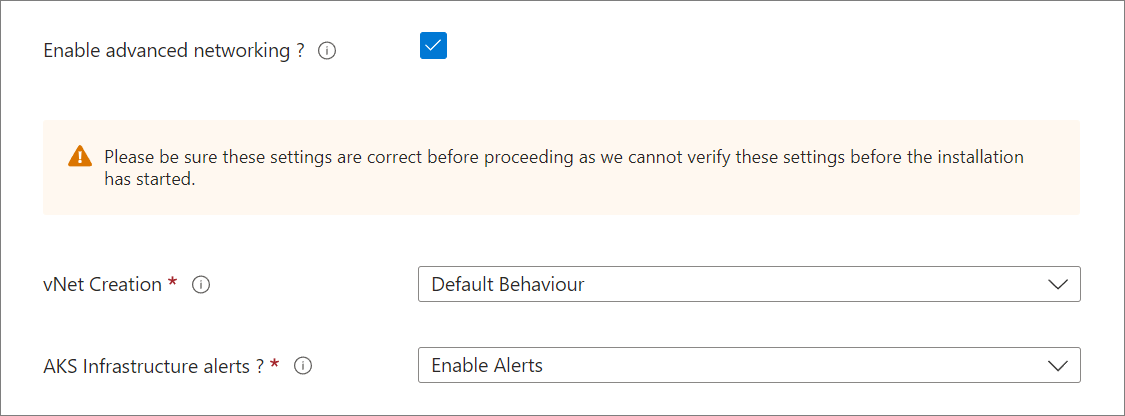 Enable advanced networking ?
Please be sure these settings are correct before proceeding as we cannot verify these settings before the installation
has started.
vNet Creation *
Default Behaviour
AKS Infrastructure alerts ? *
Enable Alerts